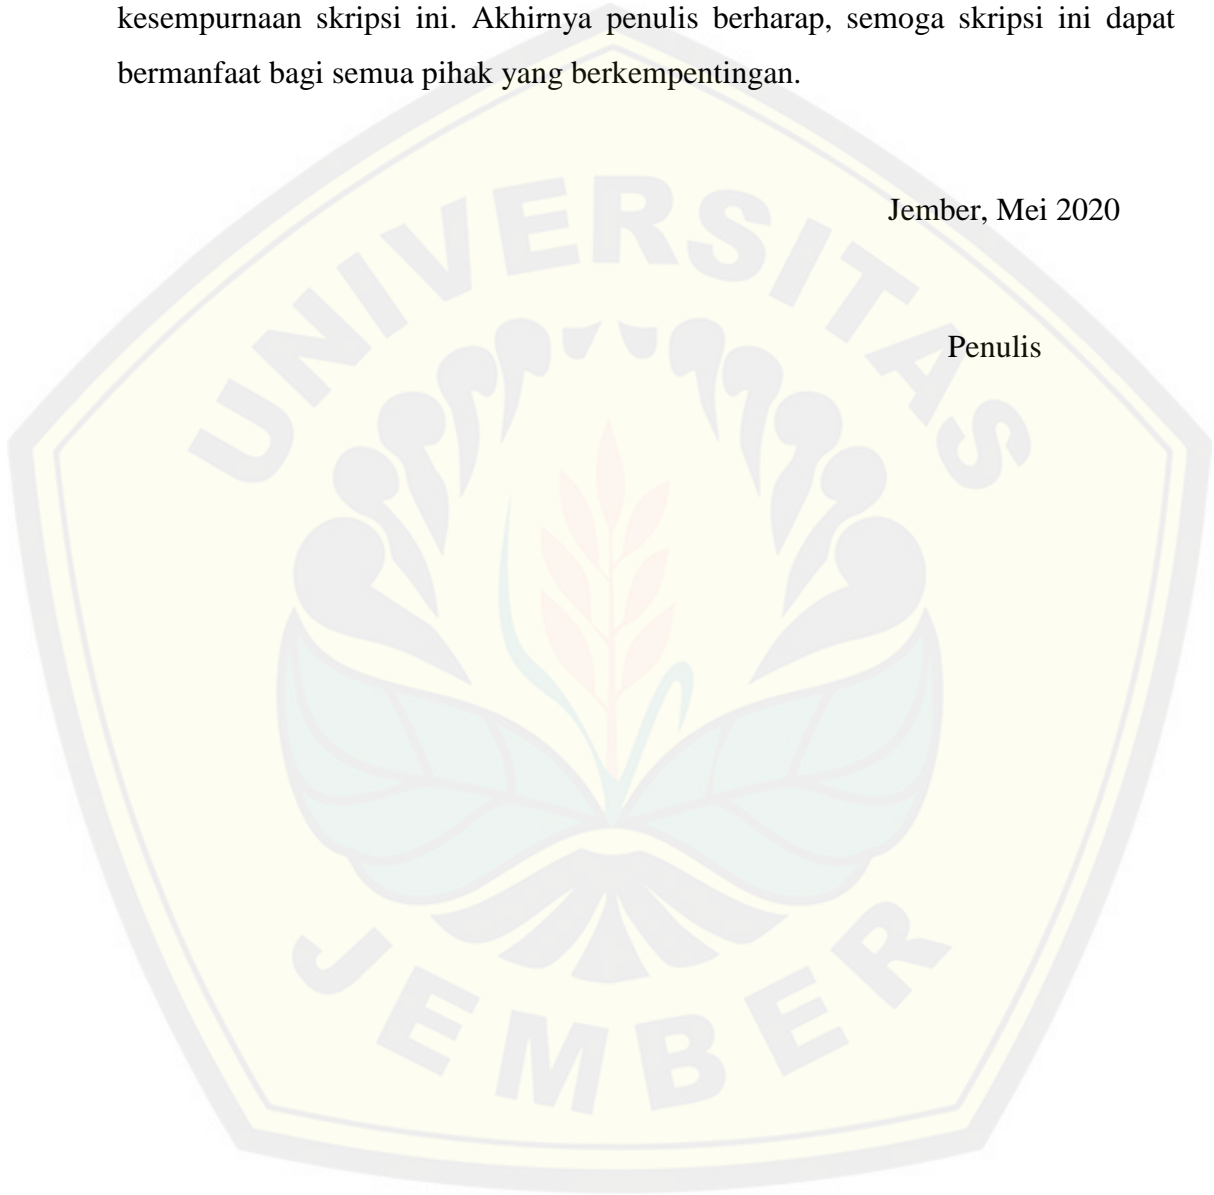 kesempurnaan skripsi ini. Akhirnya penulis berharap, semoga skripsi ini dapat
bermanfaat bagi semua pihak yang berkempentingan.
Jember, Mei 2020
Penulis
UNIVERSITAS
JEMBER